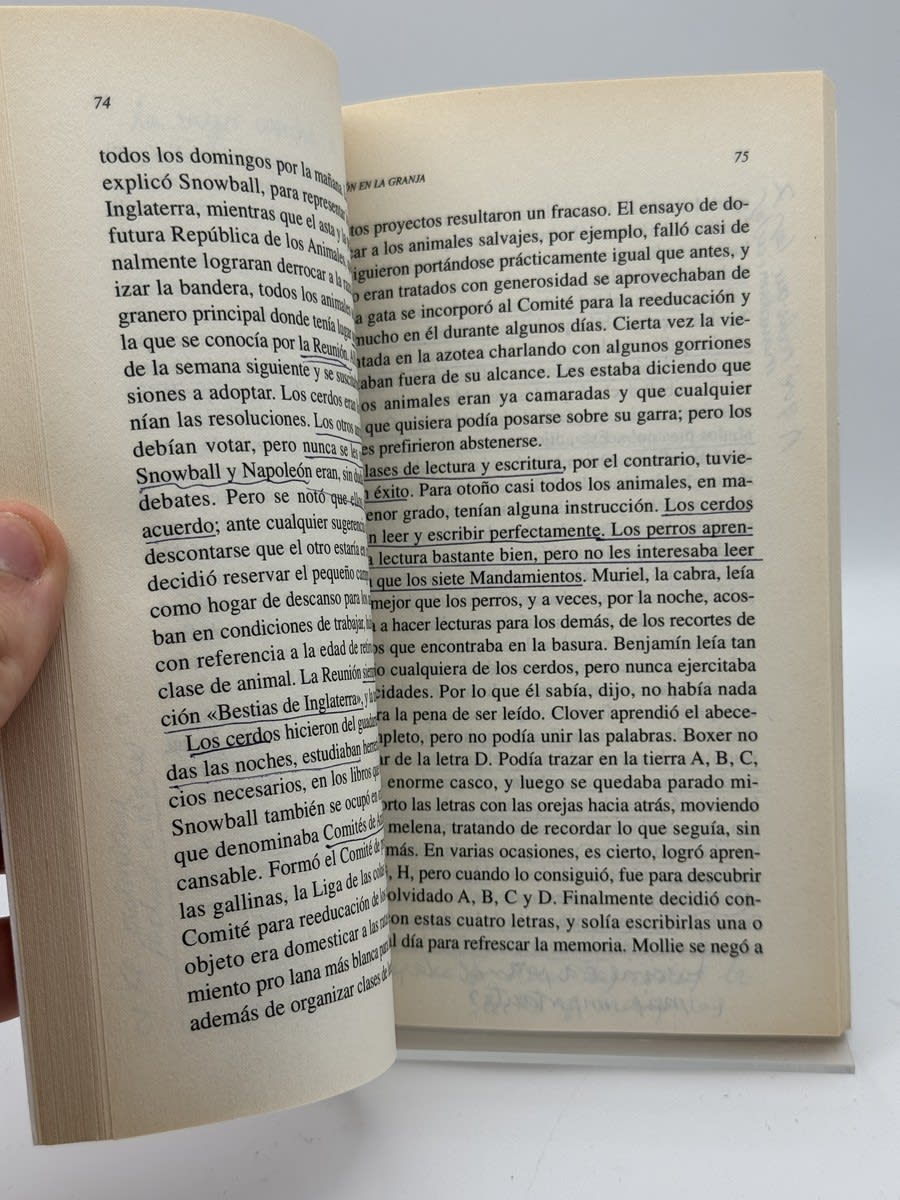 74
todos los domingos por la mañana,
explicó Snowball, para representar
Inglaterra, mientras que el asta y la
futura República de los Animales,
nalmente lograran derrocar a la
izar la bandera, todos los animales
granero principal donde tenía lugar
la que se conocía por la Reunión.
de la semana siguiente y se
siones a adoptar. Los cerdos eran
nían las resoluciones. Los otros
debían votar, pero nunca se les
Snowball y Napoleón eran, sin
debates. Pero se notó que ellos
acuerdo; ante cualquier
descontarse que el otro estaría en
decidió reservar el pequeño
como hogar de descanso para los
ban en condiciones de trabajar,
con referencia a la edad de
clase de animal. La Reunión
ción «Bestias de Inglaterra», y la
Los cerdos hicieron del
das las noches, estudiaban
cios necesarios, en los libros
Snowball también se ocupó en
que denominaba Comités de
cansable. Formó el Comité de
las gallinas, la Liga de las
Comité para reeducación de los
objeto era domesticar a las
miento pro lana más blanca
además de organizar clases de
75
ÓN EN LA GRANJA
tos proyectos resultaron un fracaso. El ensayo de do-
car a los animales salvajes, por ejemplo, falló casi de
iguieron portándose prácticamente igual que antes, y
o eran tratados con generosidad se aprovechaban de
a gata se incorporó al Comité para la reeducación y
mucho en él durante algunos días. Cierta vez la vie-
tada en la azotea charlando con algunos gorriones
aban fuera de su alcance. Les estaba diciendo que
os animales eran ya camaradas y que cualquier
que quisiera podía posarse sobre su garra; pero los
es prefirieron abstenerse.
lases de lectura y escritura, por el contrario, tuvie-
n éxito. Para otoño casi todos los animales, en ma-
enor grado, tenían alguna instrucción. Los cerdos
n leer y escribir perfectamente. Los perros apren-
a lectura bastante bien, pero no les interesaba leer
que los siete Mandamientos. Muriel, la cabra, leía
mejor que los perros, y a veces, por la noche, acos-
a a hacer lecturas para los demás, de los recortes de
os que encontraba en la basura. Benjamín leía tan
o cualquiera de los cerdos, pero nunca ejercitaba
cidades. Por lo que él sabía, dijo, no había nada
ra la pena de ser leído. Clover aprendió el abece-
mpleto, pero no podía unir las palabras. Boxer no
ar de la letra D. Podía trazar en la tierra A, B, C,
enorme casco, y luego se quedaba parado mi-
orto las letras con las orejas hacia atrás, moviendo
melena, tratando de recordar lo que seguía, sin
más. En varias ocasiones, es cierto, logró apren-
, H, pero cuando lo consiguió, fue para descubrir
olvidado A, B, C y D. Finalmente decidió con-
on estas cuatro letras, y solía escribirlas una o
al día para refrescar la memoria. Mollie se negó a